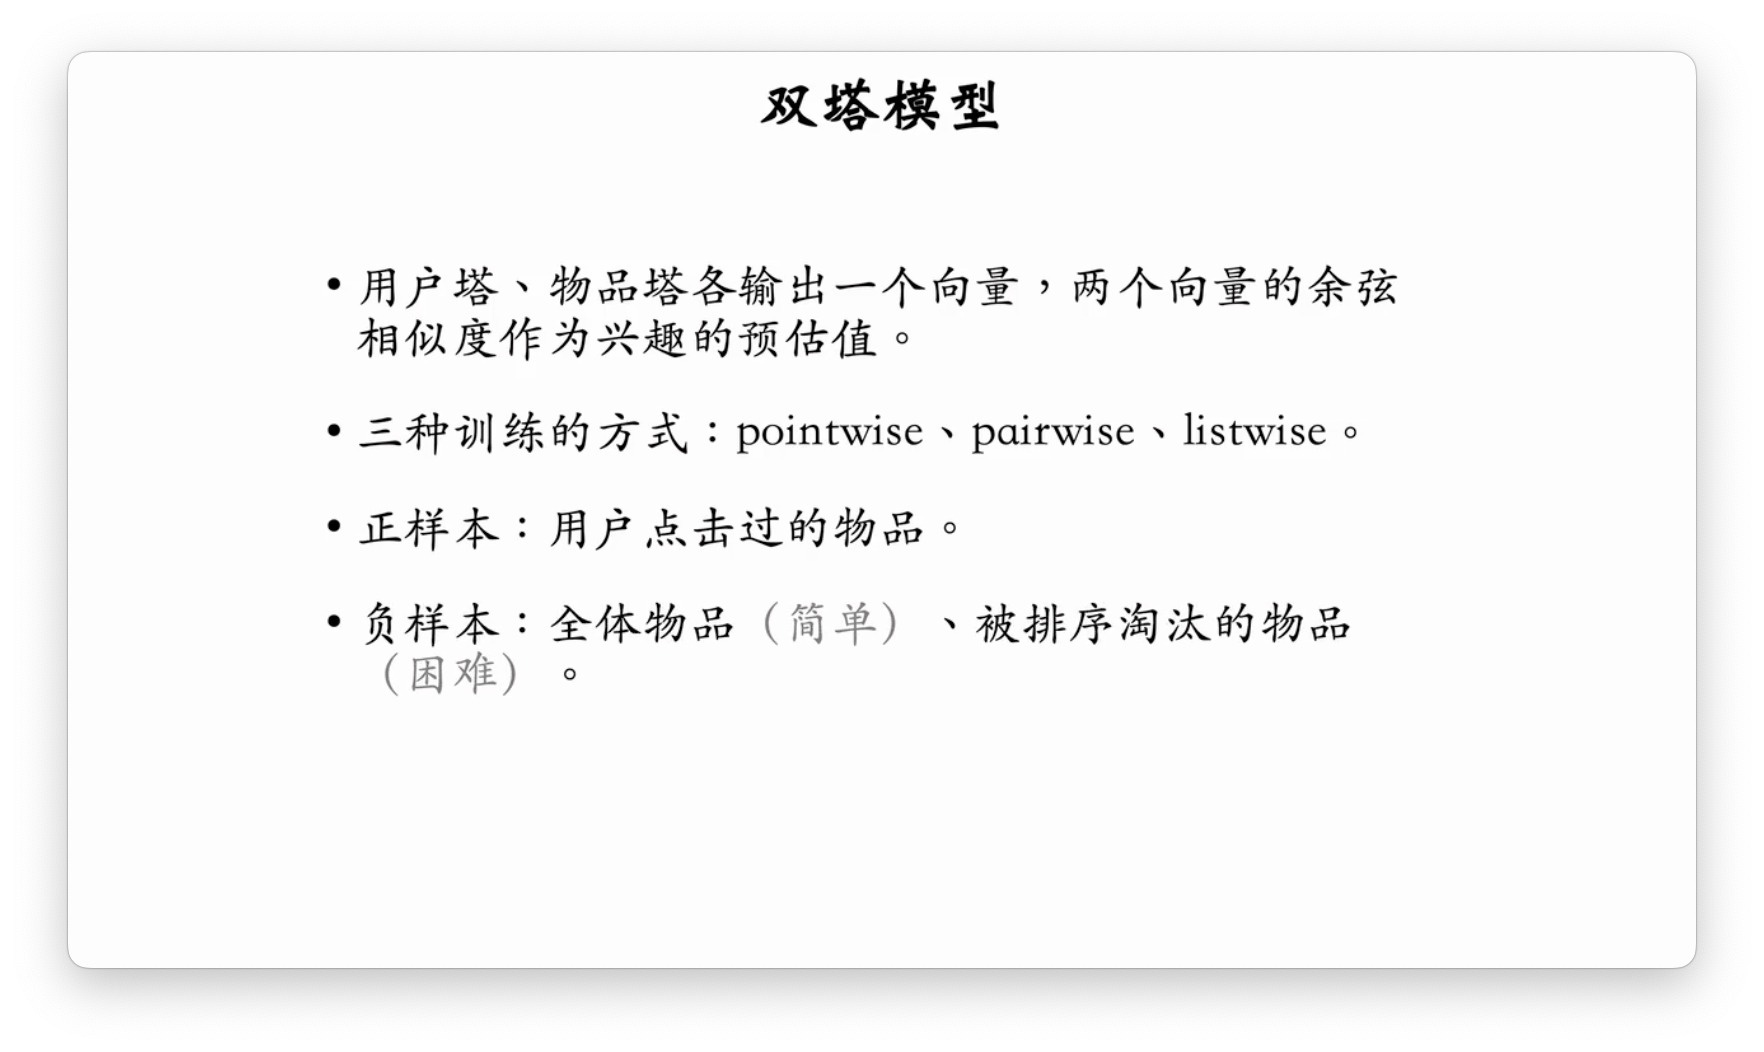 双塔模型
• 用户塔、物品塔各输出一个向量，两个向量的余弦
相似度作为兴趣的预估值。
• 三种训练的方式：pointwise、pairwise、listwise。
• 正样本：用户点击过的物品。
• 负样本：全体物品（简单）、被排序淘汰的物品
（困难）。